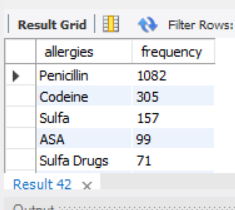 Result Grid Filter Rows:
allergies frequency
Penicillin 1082
Codeine 305
Sulfa 157
ASA 99
Sulfa Drugs 71
Result 42 ×
Output